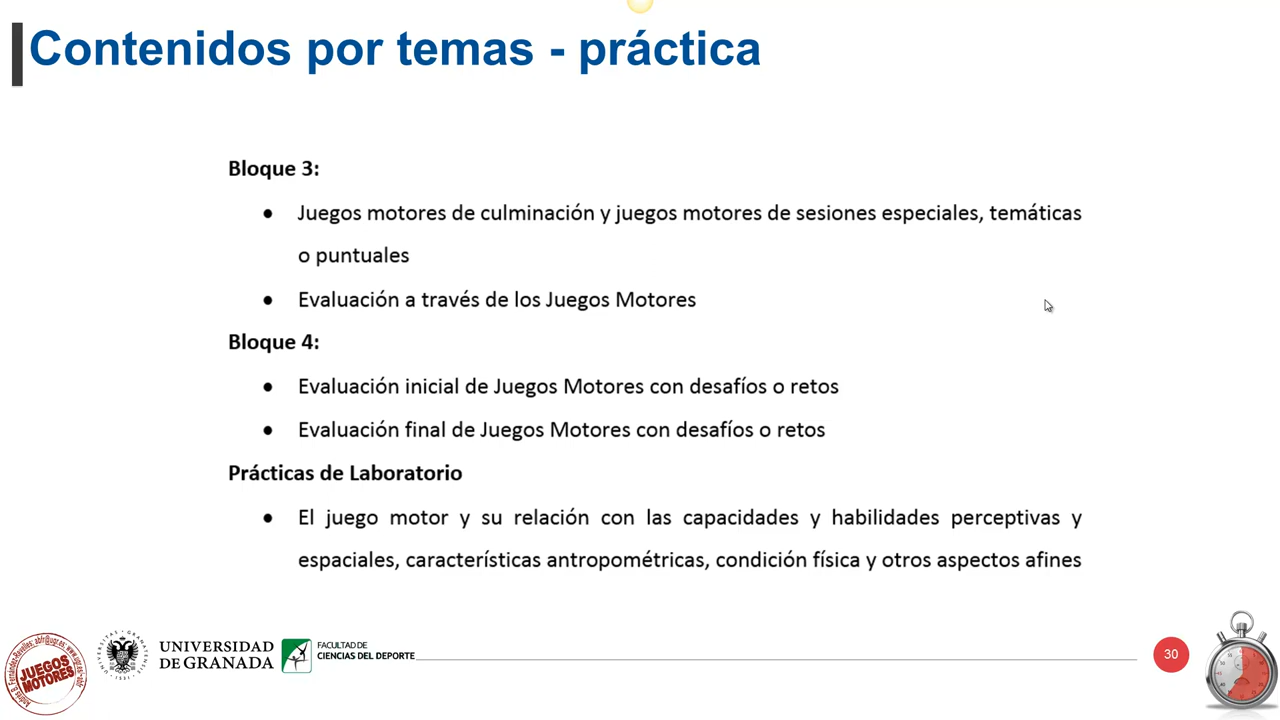 Contenidos por temas - práctica
Bloque 3:
• Juegos motores de culminación y juegos motores de sesiones especiales, temáticas
o puntuales
• Evaluación a través de los Juegos Motores
Bloque 4:
• Evaluación inicial de Juegos Motores con desafíos o retos
• Evaluación final de Juegos Motores con desafíos o retos
Prácticas de Laboratorio
• El juego motor y su relación con las capacidades y habilidades perceptivas y
espaciales, características antropométricas, condición física y otros aspectos afines
JUEGOS
MOTORES
UNIVERSIDAD
DE GRANADA
FACULTAD DE
CIENCIAS DEL DEPORTE
30